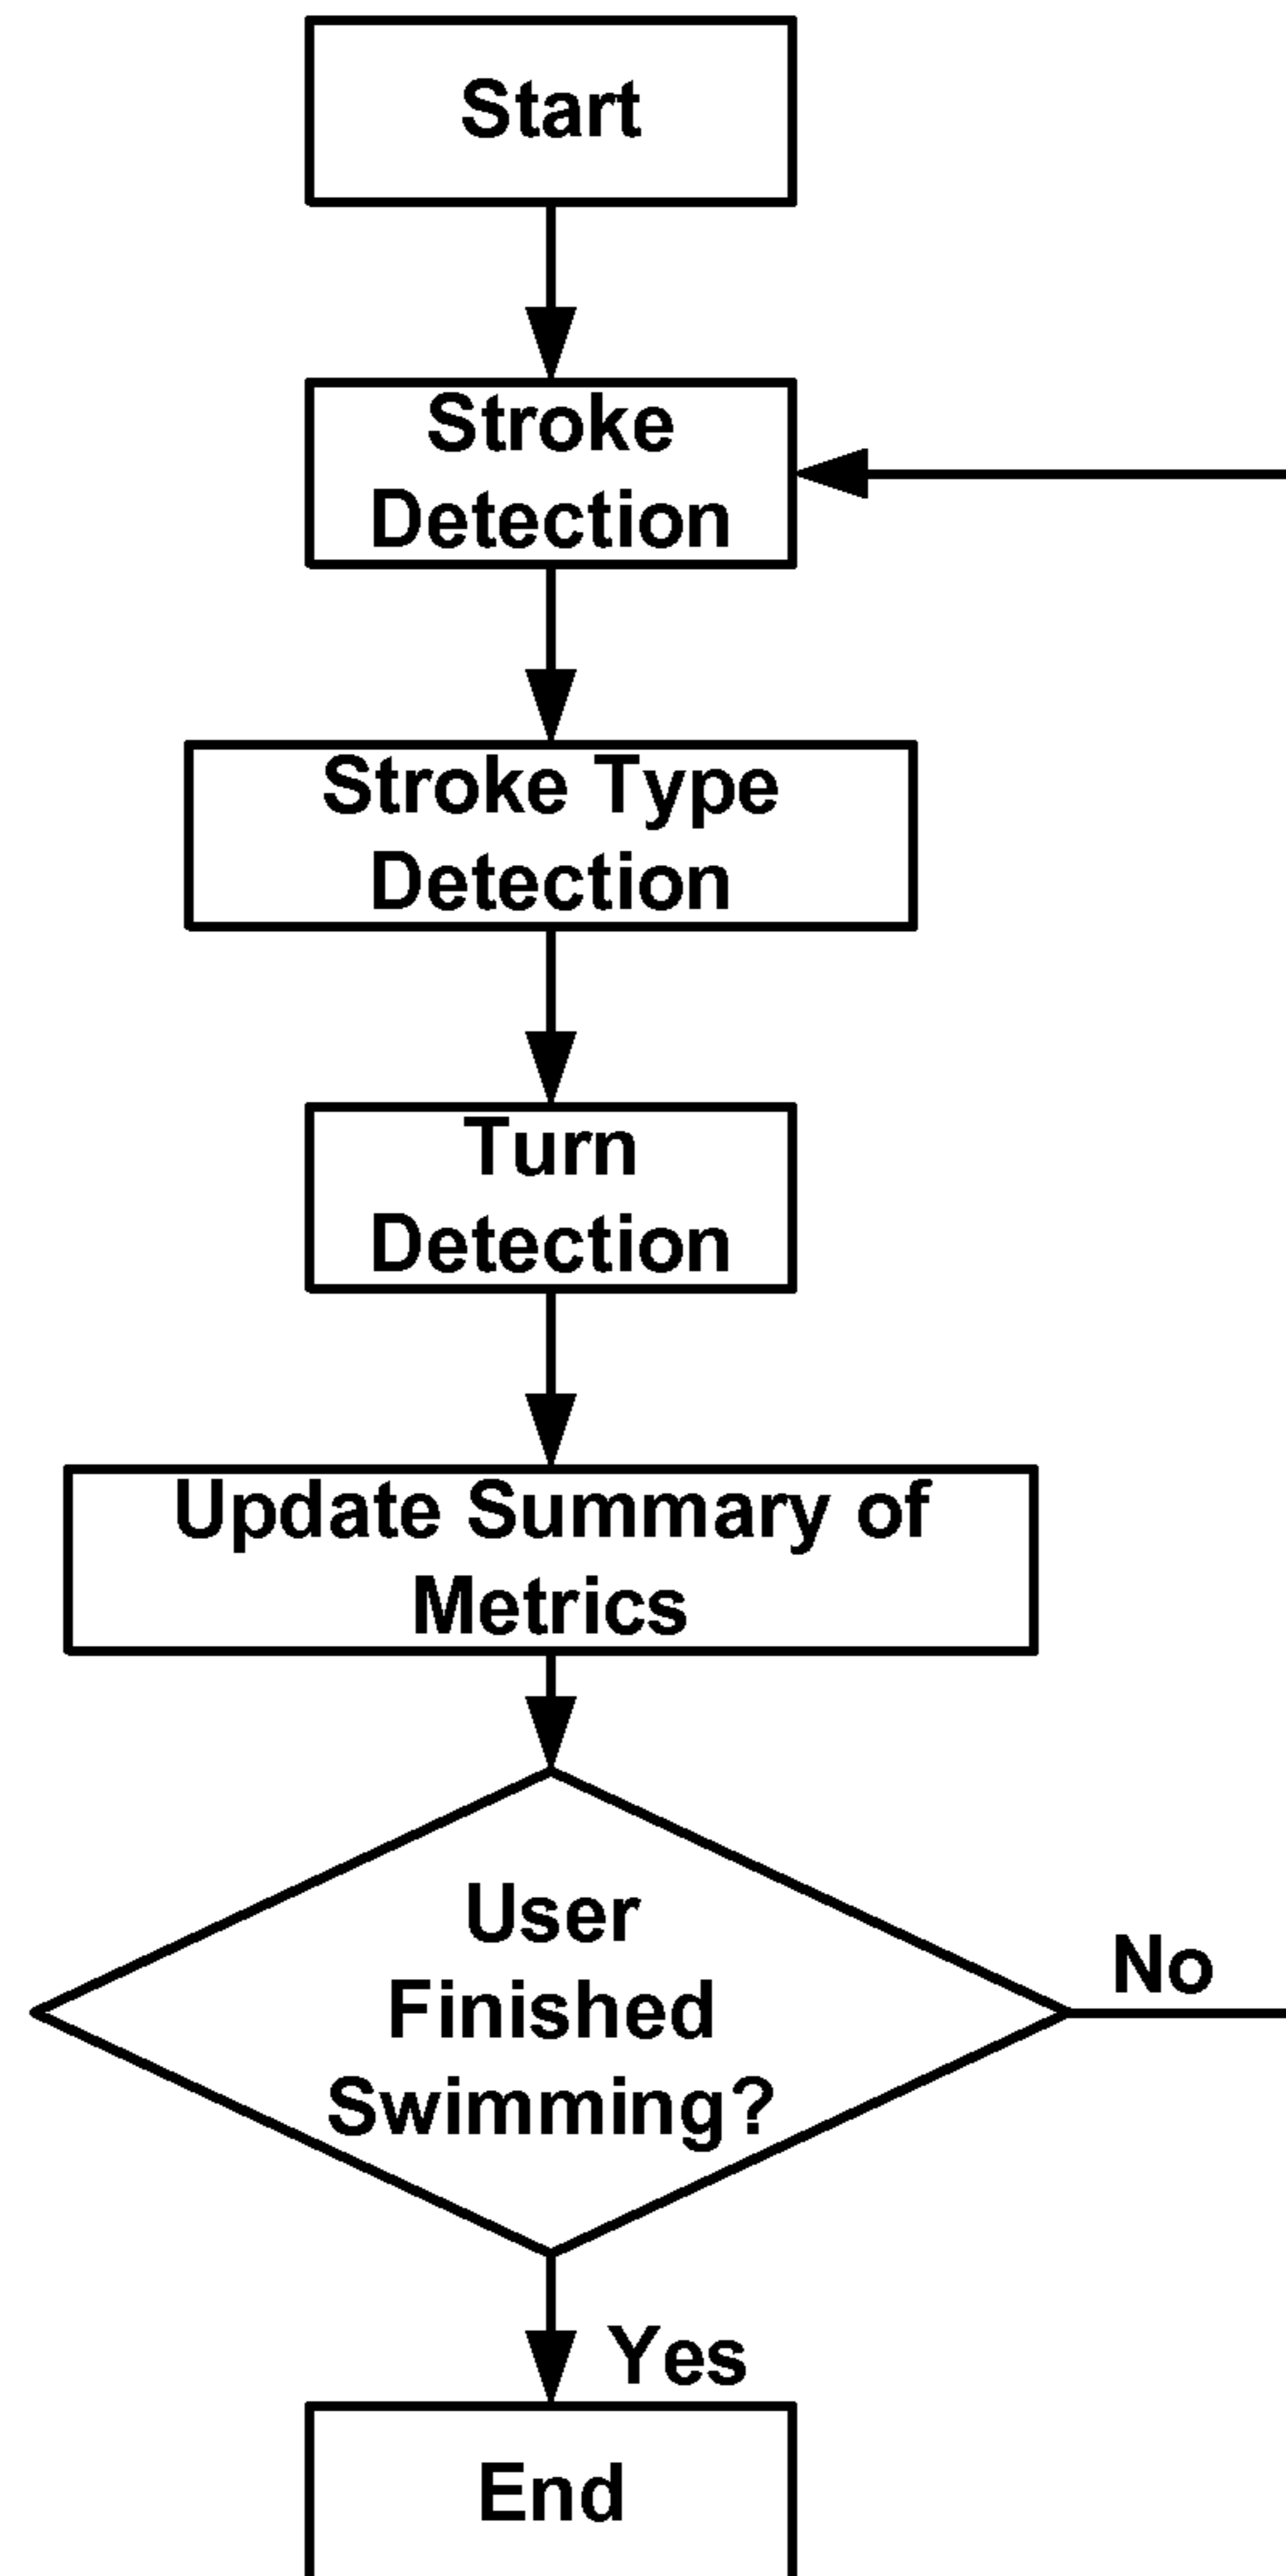 Start
Stroke
Detection
Stroke Type
Detection
Turn
Detection
Update Summary of
Metrics
User
Finished
Swimming?
No
Yes
End